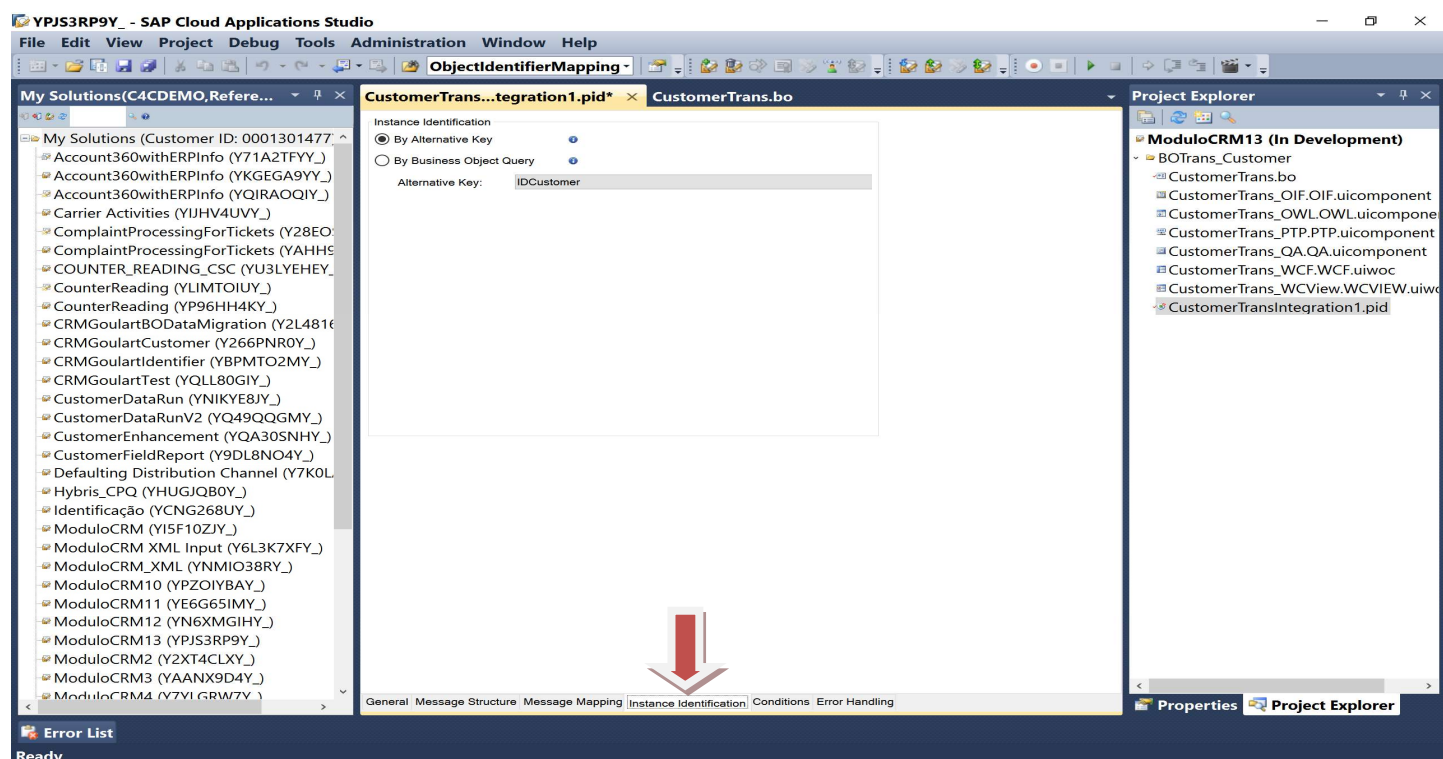 YPJS3RP9Y_ - SAP Cloud Applications Studio
File Edit View Project Debug Tools Administration Window Help
ObjectIdentifierMapping
My Solutions(C4CDEMO,Refere...
My Solutions (Customer ID: 0001301477
Account360withERPInfo (Y71A2TFYY_)
Account360withERPInfo (YKGEGA9YY_)
Account360withERPInfo (YQIRAOQIY_)
Carrier Activities (YIJHV4UVY_)
ComplaintProcessingForTickets (Y28EO
ComplaintProcessingForTickets (YAHH9
COUNTER_READING_CSC (YU3LYEHEY_
CounterReading (YLIMTOIUY_)
CounterReading (YP96HH4KY_)
CRMGoulartBODataMigration (Y2L4816
CRMGoulartCustomer (Y266PNR0Y_)
CRMGoulartIdentifier (YBPMTO2MY_)
CRMGoulartTest (YQLL80GIY_)
CustomerDataRun (YNIKYE8JY_)
CustomerDataRunV2 (YQ49QQGMY_)
CustomerEnhancement (YQA30SNHY_)
CustomerFieldReport (Y9DL8NO4Y_)
Defaulting Distribution Channel (Y7K0L
Hybris_CPQ (YHUGJQB0Y_)
Identificação (YCNG268UY_)
ModuloCRM (YI5F10ZJY_)
ModuloCRM XML Input (Y6L3K7XFY_)
ModuloCRM_XML (YNMIO38RY_)
ModuloCRM10 (YPZOIYBAY_)
ModuloCRM11 (YE6G65IMY_)
ModuloCRM12 (YN6XMGIHY_)
ModuloCRM13 (YPJS3RP9Y_)
ModuloCRM2 (Y2XT4CLXY_)
ModuloCRM3 (YAANX9D4Y_)
ModuloCRM4 (Y7YLGRW7Y_)
CustomerTrans...tegration1.pid* CustomerTrans.bo
Instance Identification
By Alternative Key
By Business Object Query
Alternative Key: IDCustomer
General Message Structure Message Mapping Instance Identification Conditions Error Handling
Project Explorer
ModuloCRM13 (In Development)
BOTrans_Customer
CustomerTrans.bo
CustomerTrans_OIF.OIF.uicomponent
CustomerTrans_OWL.OWL.uicompone
CustomerTrans_PTP.PTP.uicomponent
CustomerTrans_QA.QA.uicomponent
CustomerTrans_WCF.WCF.uiwoc
CustomerTrans_WCView.WCVIEW.uiwo
CustomerTransIntegration1.pid
Properties Project Explorer
Error List
Ready